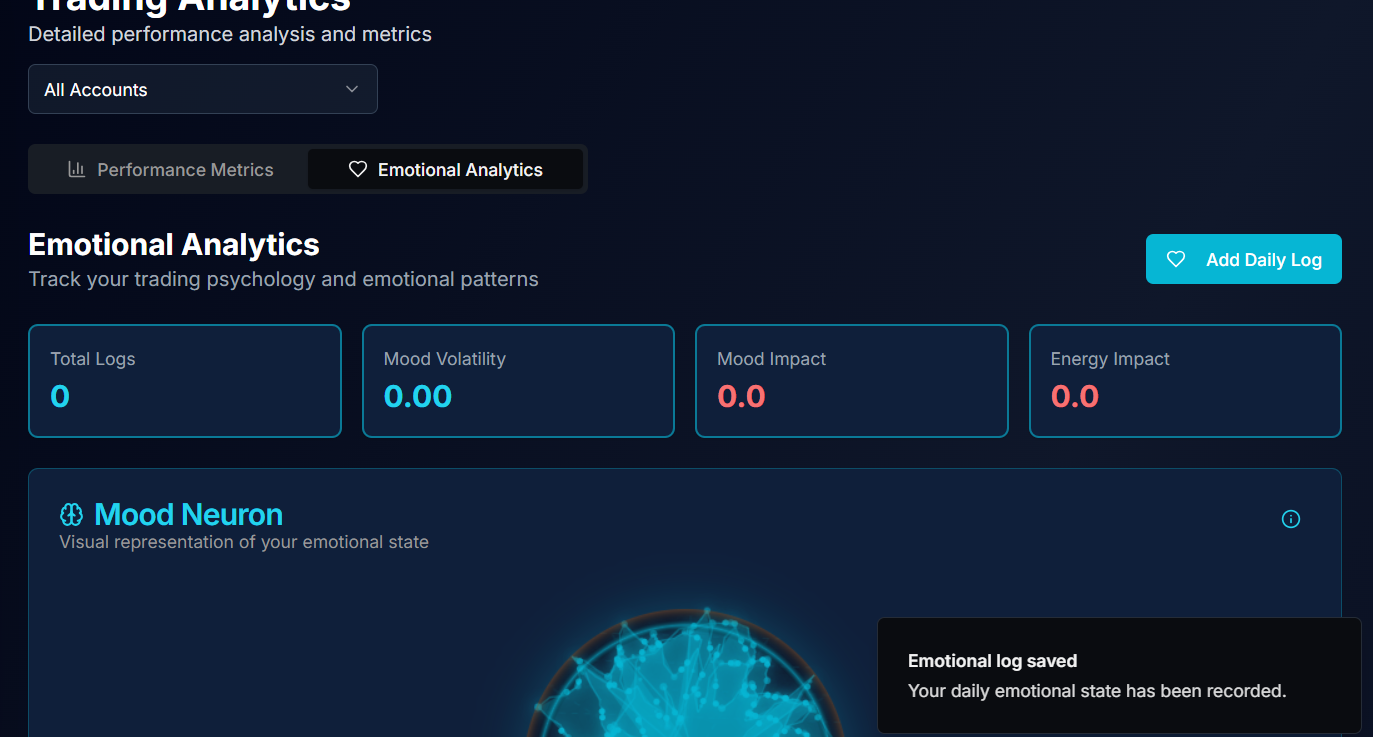 Trading Analytics
Detailed performance analysis and metrics
All Accounts
Performance Metrics
Emotional Analytics
Emotional Analytics
Track your trading psychology and emotional patterns
Add Daily Log
Total Logs
0
Mood Volatility
0.00
Mood Impact
0.0
Energy Impact
0.0
Mood Neuron
Visual representation of your emotional state
Emotional log saved
Your daily emotional state has been recorded.